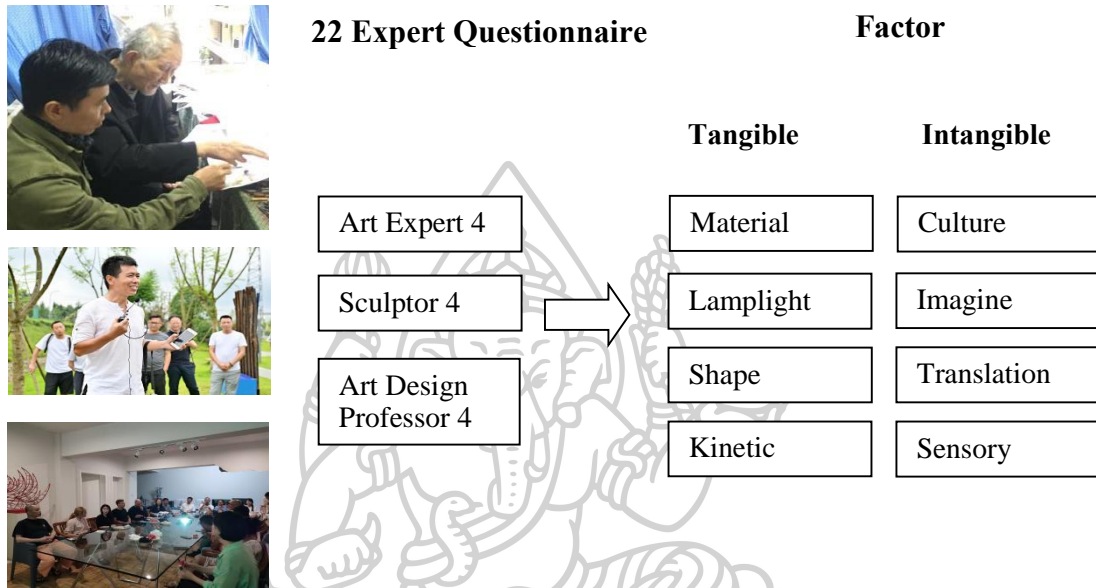 22 Expert Questionnaire
Factor
Tangible
Intangible
Art Expert 4
Sculptor 4
Art Design
Professor 4
Material
Lamplight
Shape
Kinetic
Culture
Imagine
Translation
Sensory